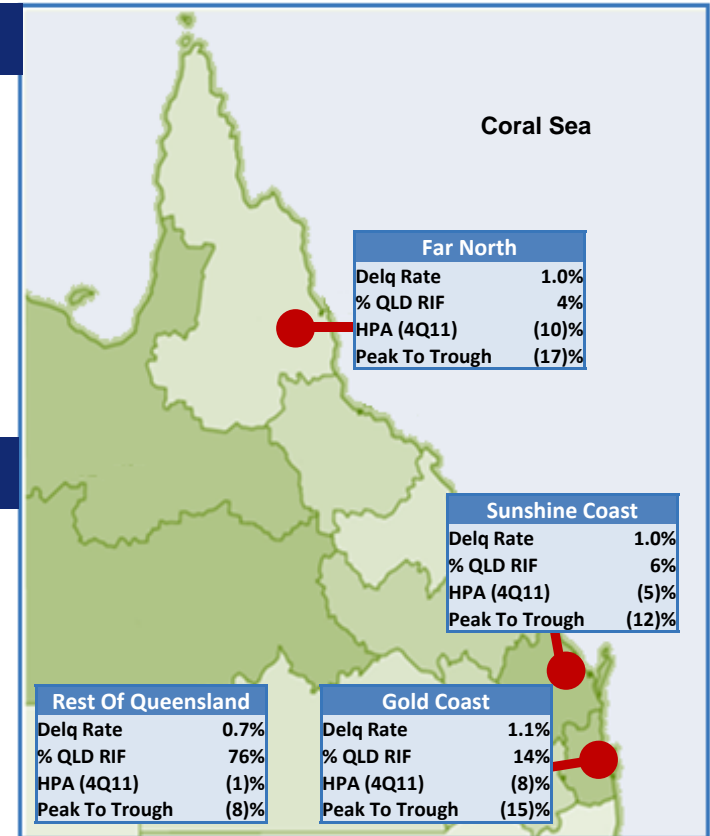 Coral Sea
Far North
Delq Rate 1.0%
% QLD RIF 4%
HPA (4Q11) (10)%
Peak To Trough (17)%
Sunshine Coast
Delq Rate 1.0%
% QLD RIF 6%
HPA (4Q11) (5)%
Peak To Trough (12)%
Rest Of Queensland
Delq Rate 0.7%
% QLD RIF 76%
HPA (4Q11) (1)%
Peak To Trough (8)%
Gold Coast
Delq Rate 1.1%
% QLD RIF 14%
HPA (4Q11) (8)%
Peak To Trough (15)%